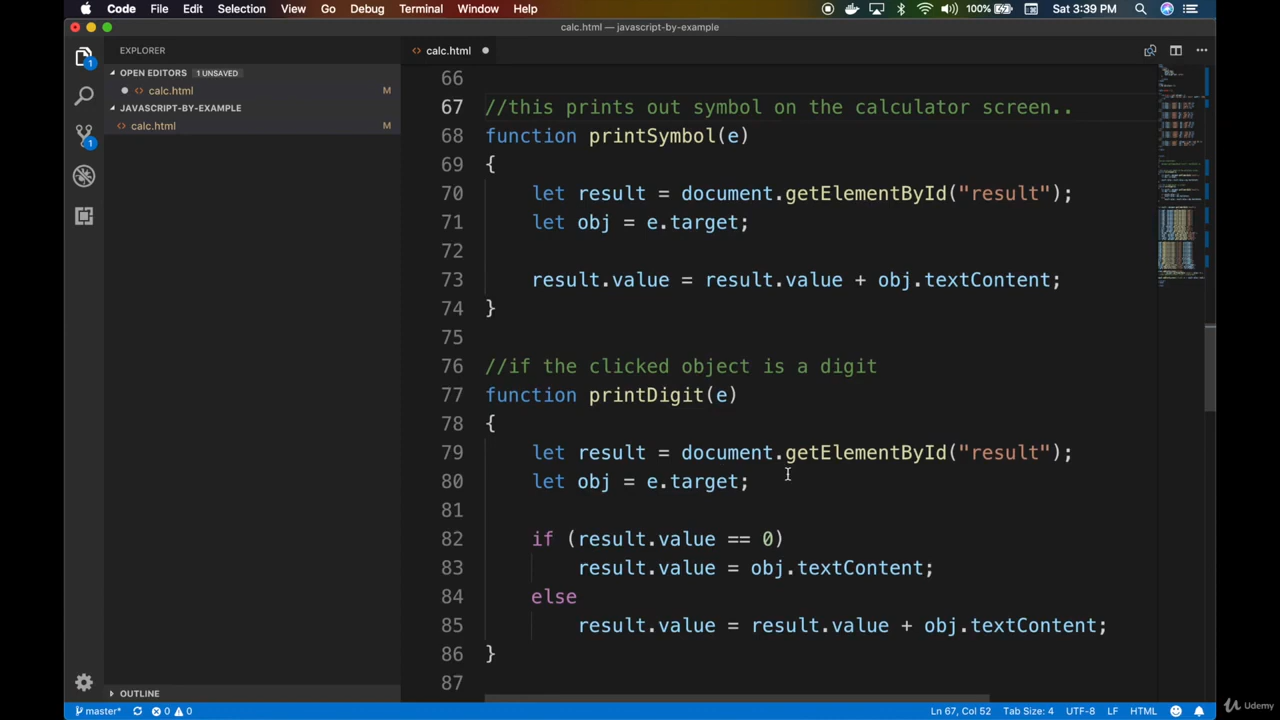 Code File Edit Selection View Go Debug Terminal Window Help 100% Sat 3:39 PM
calc.html — javascript-by-example
EXPLORER
calc.html
OPEN EDITORS 1 UNSAVED
calc.html M
JAVASCRIPT-BY-EXAMPLE
calc.html M
1
1
66
67 //this prints out symbol on the calculator screen..
68 function printSymbol(e)
69 {
70 let result = document.getElementById("result");
71 let obj = e.target;
72
73 result.value = result.value + obj.textContent;
74 }
75
76 //if the clicked object is a digit
77 function printDigit(e)
78 {
79 let result = document.getElementById("result");
80 let obj = e.target;
81
82 if (result.value == 0)
83 result.value = obj.textContent;
84 else
85 result.value = result.value + obj.textContent;
86 }
87
OUTLINE
master* 0 0 Ln 67, Col 52 Tab Size: 4 UTF-8 LF HTML
Udemy